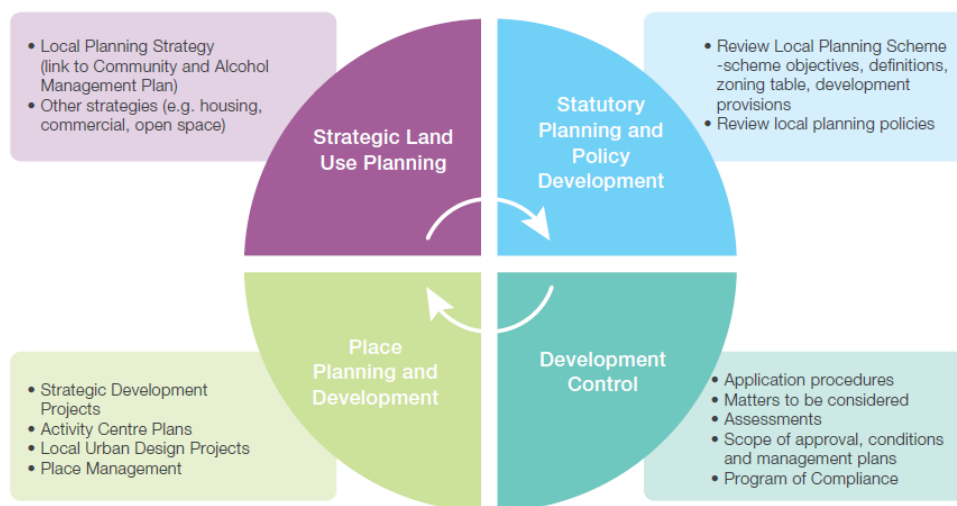 • Local Planning Strategy
(link to Community and Alcohol
Management Plan)
• Other strategies (e.g. housing,
commercial, open space)
Strategic Land
Use Planning
Statutory
Planning and
Policy
Development
• Review Local Planning Scheme
-scheme objectives, definitions,
zoning table, development
provisions
• Review local planning policies
• Strategic Development
Projects
• Activity Centre Plans
• Local Urban Design Projects
• Place Management
Place
Planning and
Development
Development
Control
• Application procedures
• Matters to be considered
• Assessments
• Scope of approval, conditions
and management plans
• Program of Compliance